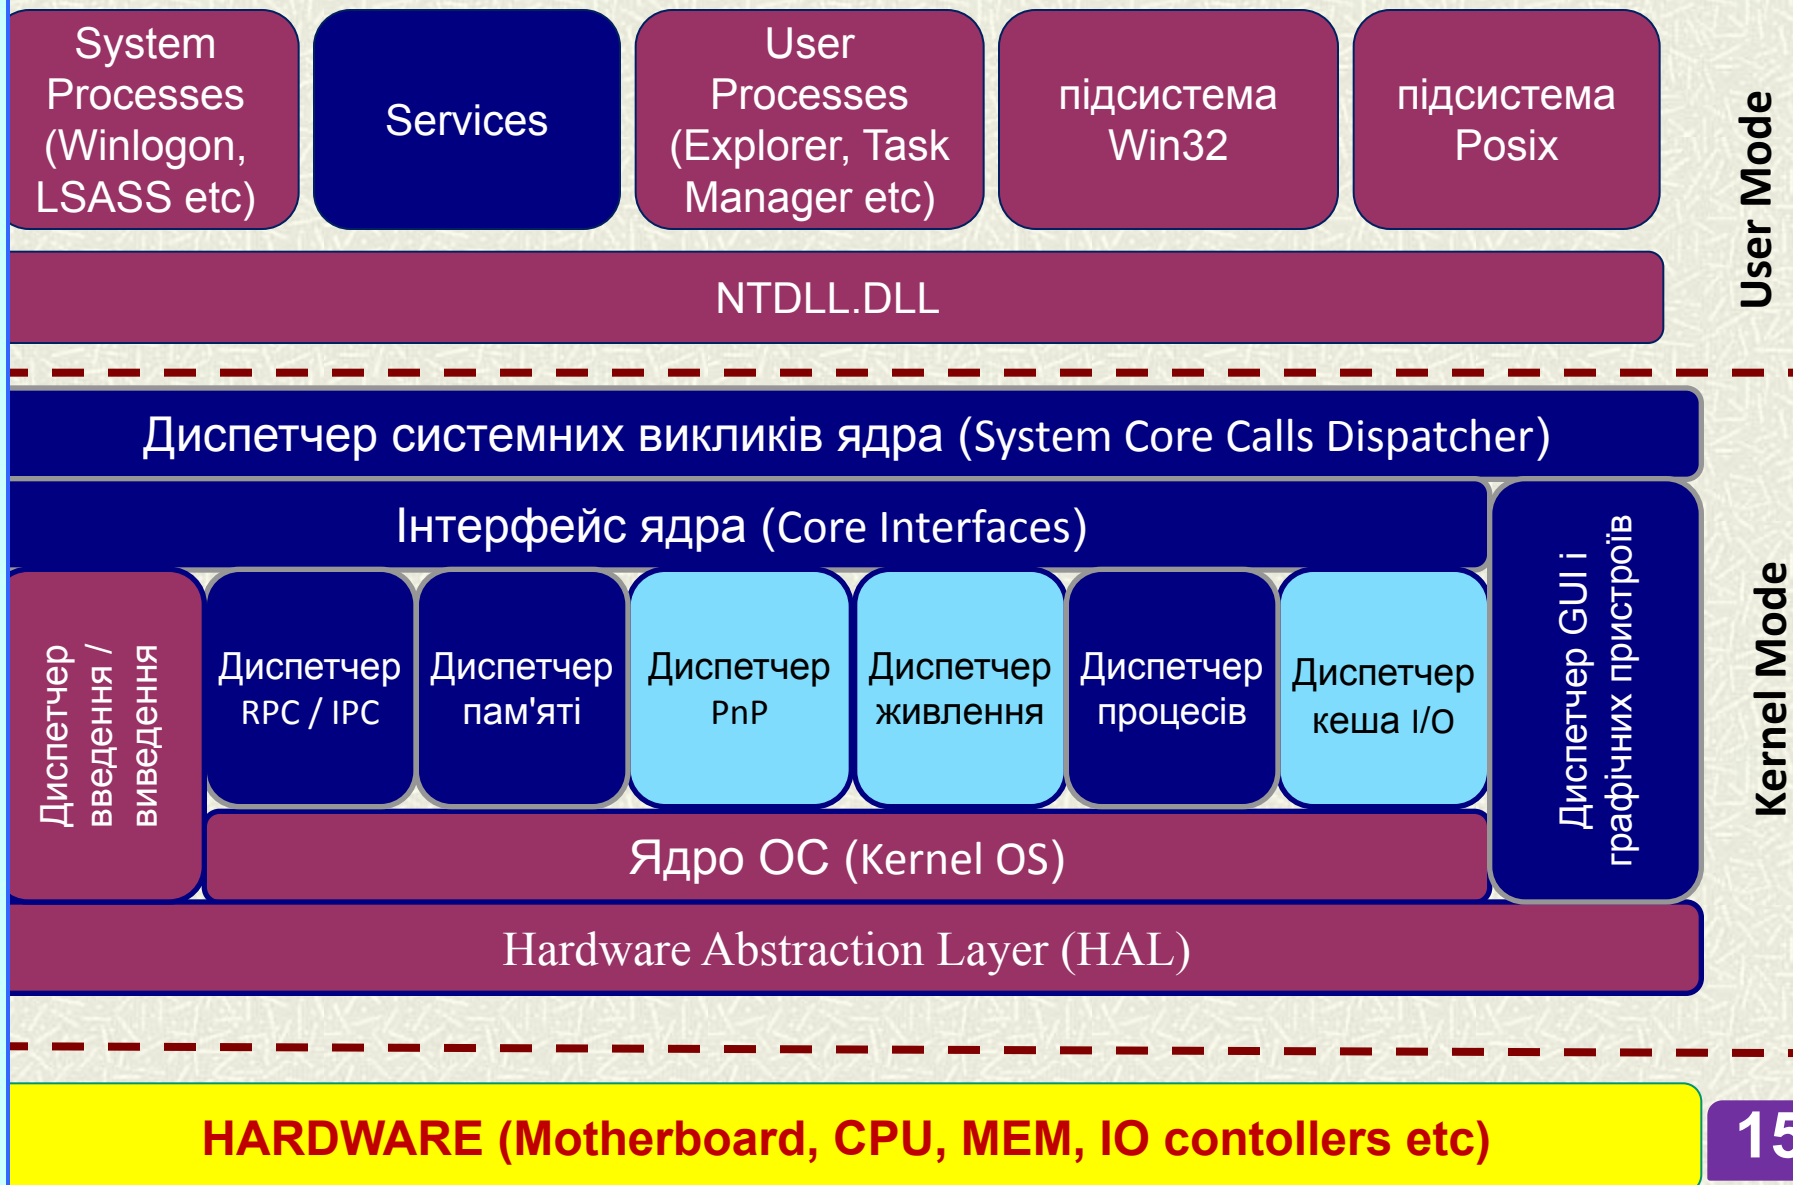 System
Processes
(Winlogon,
LSASS etc)
Services
User
Processes
(Explorer, Task
Manager etc)
підсистема
Win32
підсистема
Posix
User Mode
NTDLL.DLL
Диспетчер системних викликів ядра (System Core Calls Dispatcher)
Інтерфейс ядра (Core Interfaces)
Диспетчер
введення /
виведення
Диспетчер
RPC / IPC
Диспетчер
пам'яті
Диспетчер
PnP
Диспетчер
живлення
Диспетчер
процесів
Диспетчер
кеша I/O
Диспетчер GUI і
графічних пристроїв
Kernel Mode
Ядро ОС (Kernel OS)
Hardware Abstraction Layer (HAL)
HARDWARE (Motherboard, CPU, MEM, IO contollers etc)
15